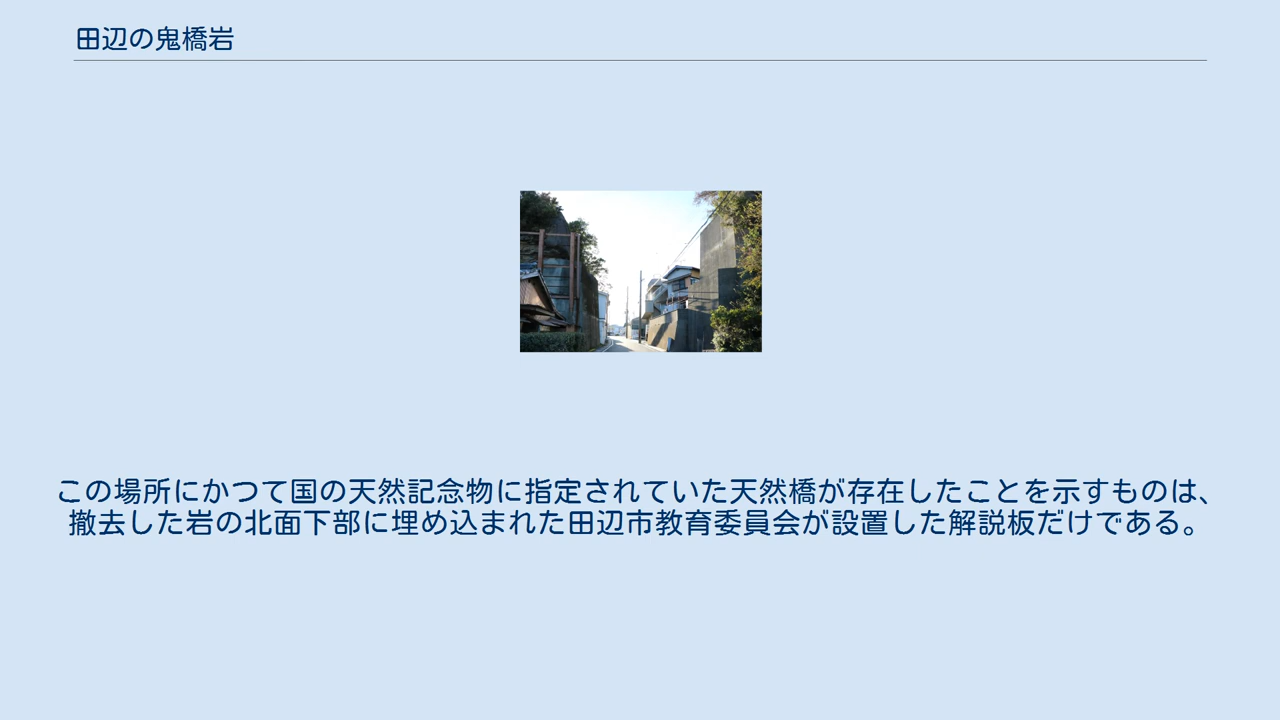 田辺の鬼橋岩
この場所にかつて国の天然記念物に指定されていた天然橋が存在したことを示すものは、
撤去した岩の北面下部に埋め込まれた田辺市教育委員会が設置した解説板だけである。